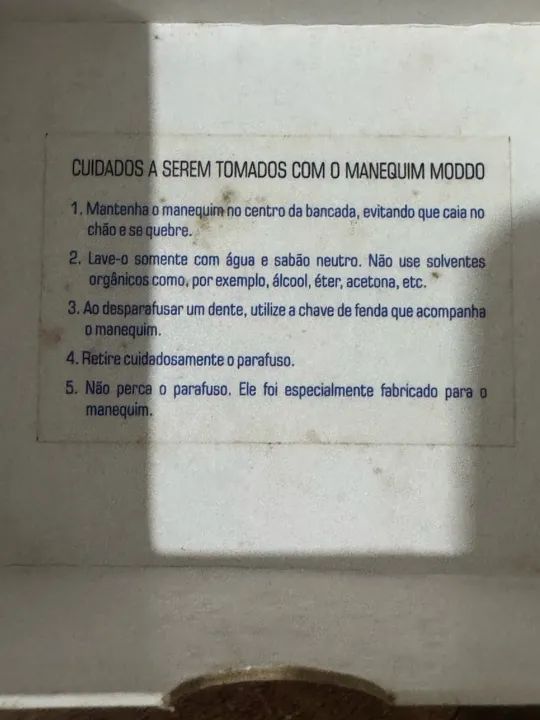 CUIDADOS A SEREM TOMADOS COM O MANEQUIM MODDO
1. Mantenha o manequim no centro da bancada, evitando que caia no
chão e se quebre.
2. Lave-o somente com água e sabão neutro. Não use solventes
orgânicos como, por exemplo, álcool, éter, acetona, etc.
3. Ao desparafusar um dente, utilize a chave de fenda que acompanha
o manequim.
4. Retire cuidadosamente o parafuso.
5. Não perca o parafuso. Ele foi especialmente fabricado para o
manequim.